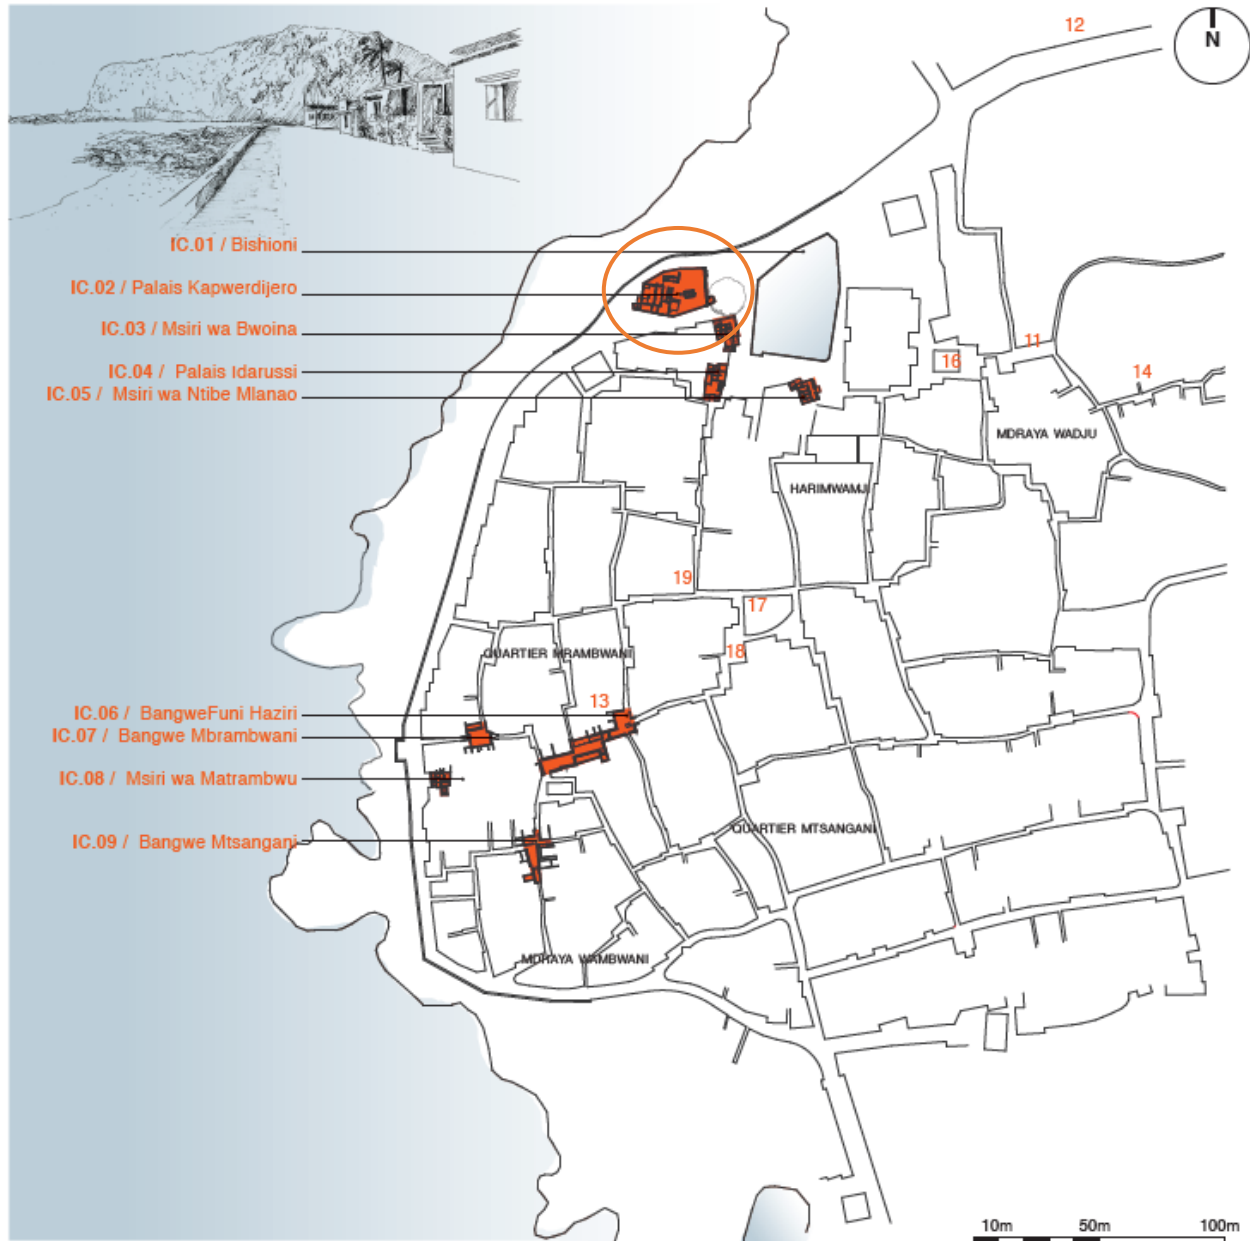 12
N
IC.01 / Bishioni
IC.02 / Palais Kapwerdijero
IC.03 / Msiri wa Bwoina
IC.04 / Palais Idarussi
IC.05 / Msiri wa Ntibe Mlanao
11
16
14
MDRAYA WADJU
HARIMWAMJI
19
17
18
QUARTIER MRAMBWANI
13
IC.06 / BangweFuni Haziri
IC.07 / Bangwe Mbrambwani
IC.08 / Msiri wa Matrambwu
IC.09 / Bangwe Mtsangani
QUARTIER MTSANGANI
MDRAYA WAMBWANI
10m 50m 100m